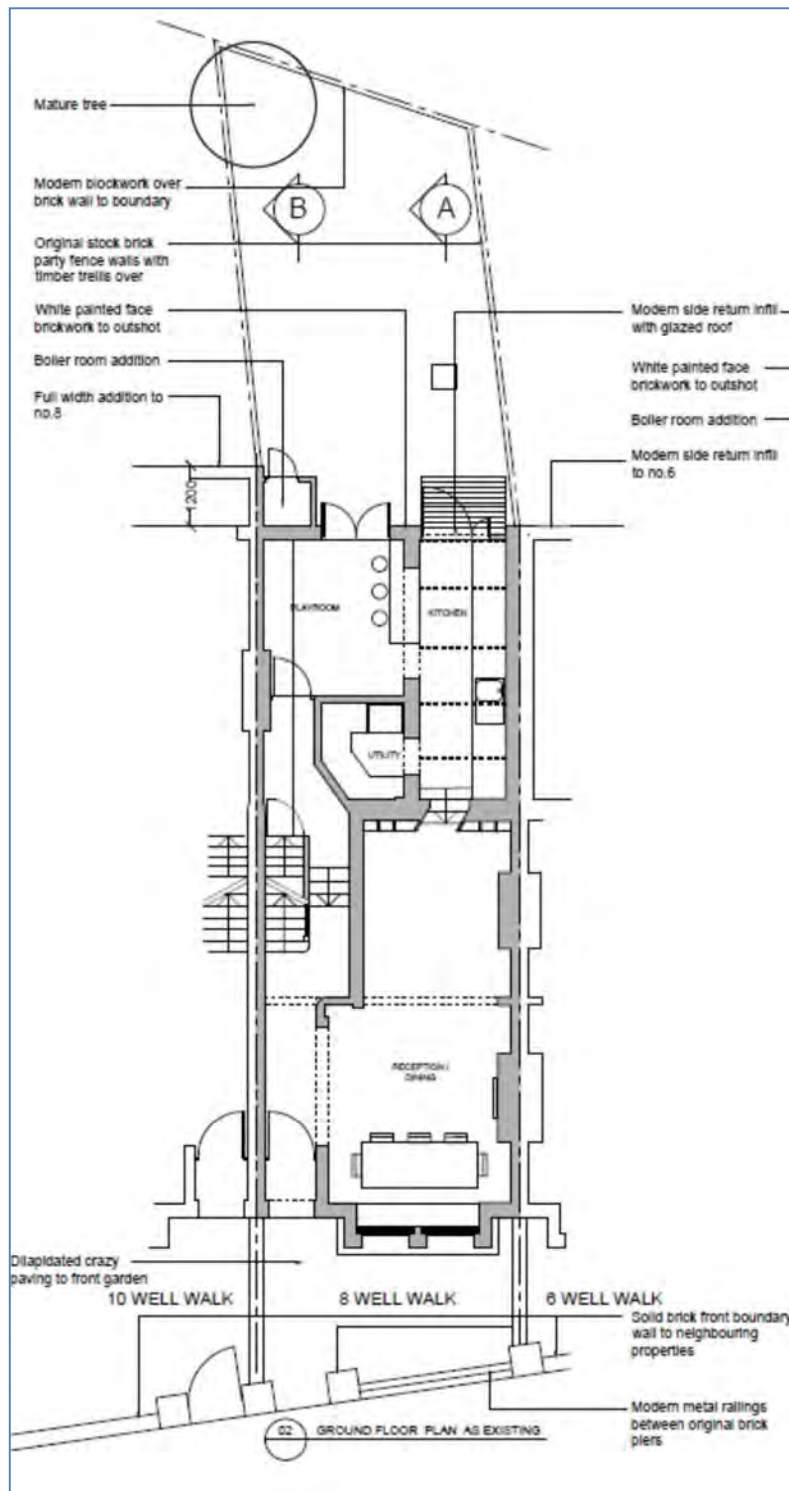 Mature tree
Modern blockwork over
brick wall to boundary
B
A
Original stock brick
party fence walls with
timber trellis over
White painted face
brickwork to outshot
Boiler room addition
Full width addition to
no.8
Modern side return infill
with glazed roof
White painted face
brickwork to outshot
Boiler room addition
Modern side return infill
to no.6
1200
PLAYROOM
KITCHEN
UTILITY
RECEPTION /
DINING
Dilapidated crazy
paving to front garden
10 WELL WALK
8 WELL WALK
6 WELL WALK
Solid brick front boundary
wall to neighbouring
properties
Modern metal railings
between original brick
piers
02
GROUND FLOOR PLAN AS EXISTING